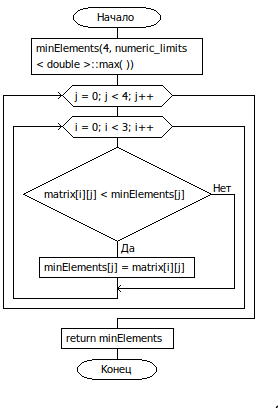 Начало
minElements(4, numeric_limits
< double >::max( ))
j = 0; j < 4; j++
i = 0; i < 3; i++
matrix[i][j] < minElements[j]
Нет
Да
minElements[j] = matrix[i][j]
return minElements
Конец